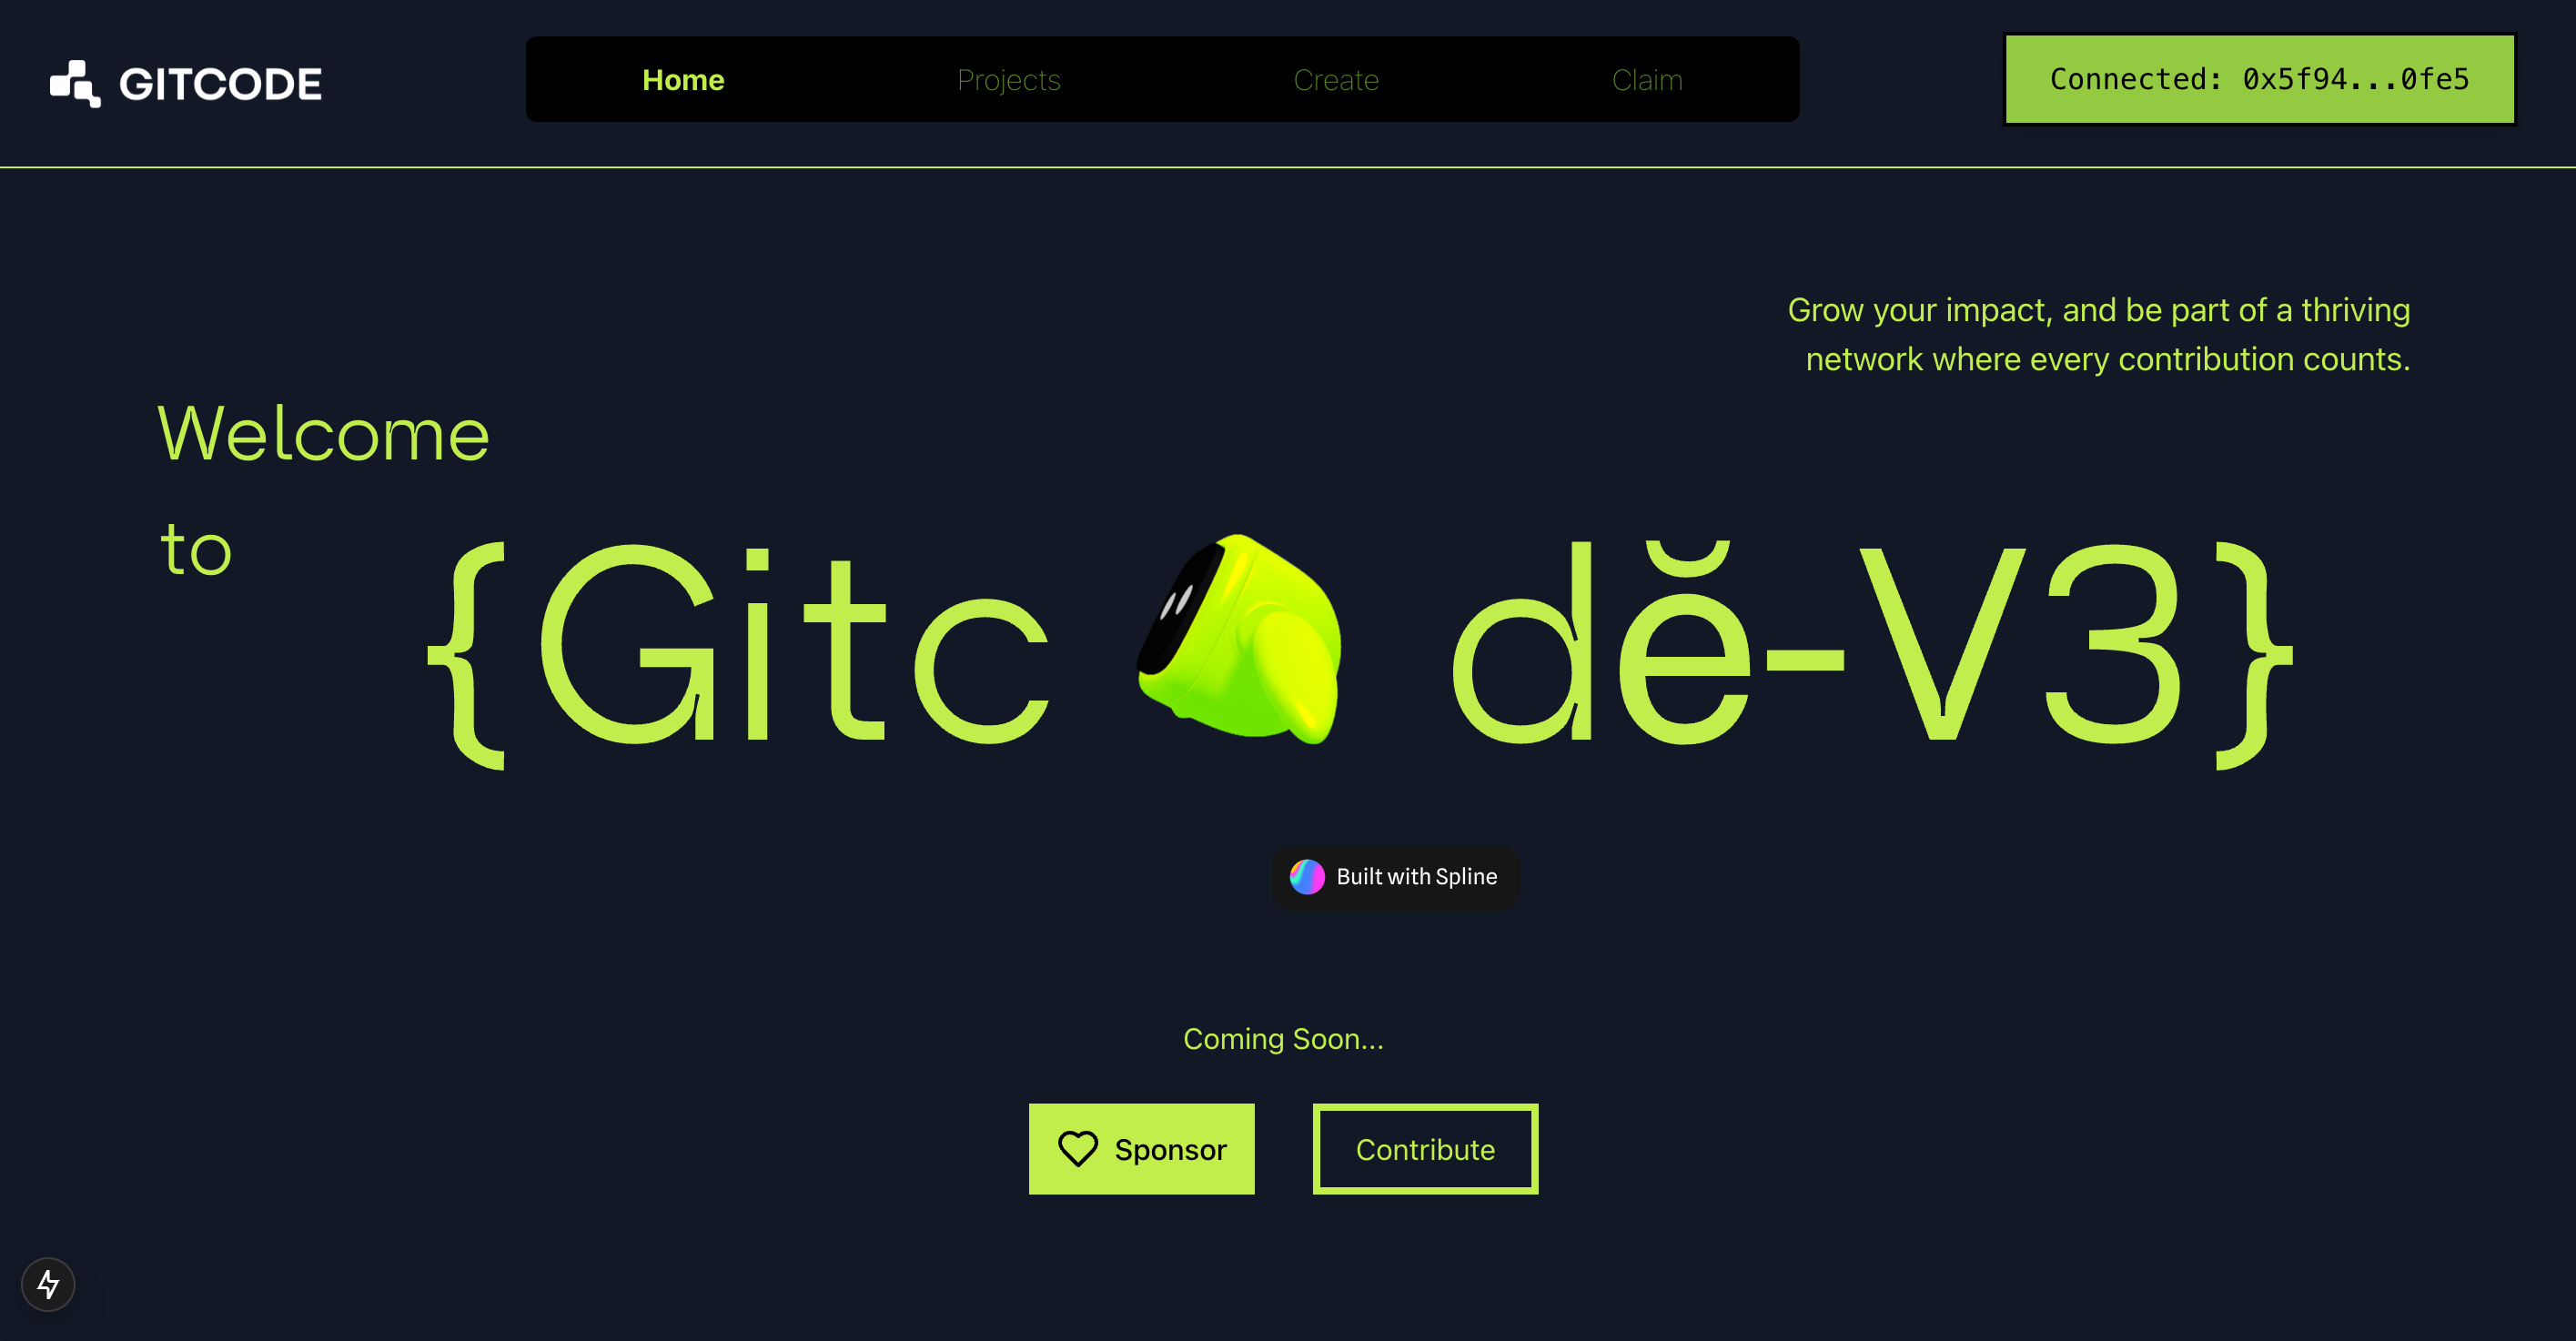 GITCODE
Home Projects Create Claim
Connected: 0x5f94...0fe5
Grow your impact, and be part of a thriving
network where every contribution counts.
Welcome
to
{Gitc dĕ-V3}
Built with Spline
Coming Soon...
Sponsor
Contribute